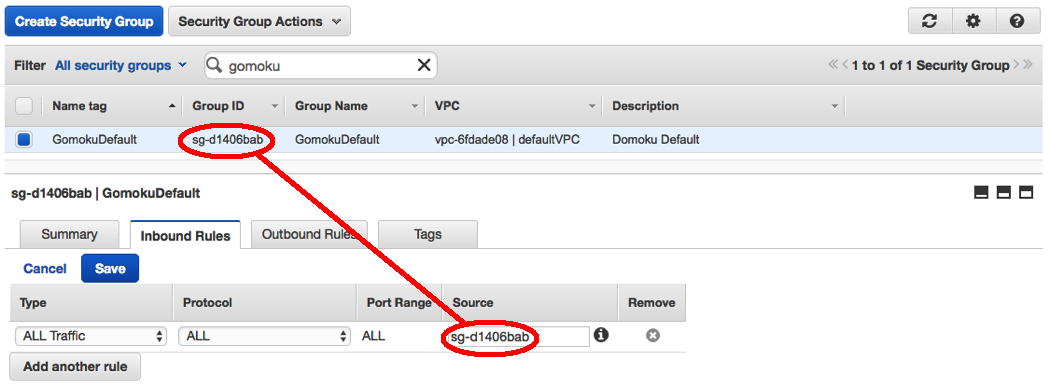 Create Security Group Security Group Actions
Filter All security groups gomoku 1 to 1 of 1 Security Group
Name tag Group ID Group Name VPC Description
GomokuDefault sg-d1406bab GomokuDefault vpc-6fdade08 | defaultVPC Domoku Default
sg-d1406bab | GomokuDefault
Summary Inbound Rules Outbound Rules Tags
Cancel Save
Type Protocol Port Range Source Remove
ALL Traffic ALL ALL sg-d1406bab
Add another rule